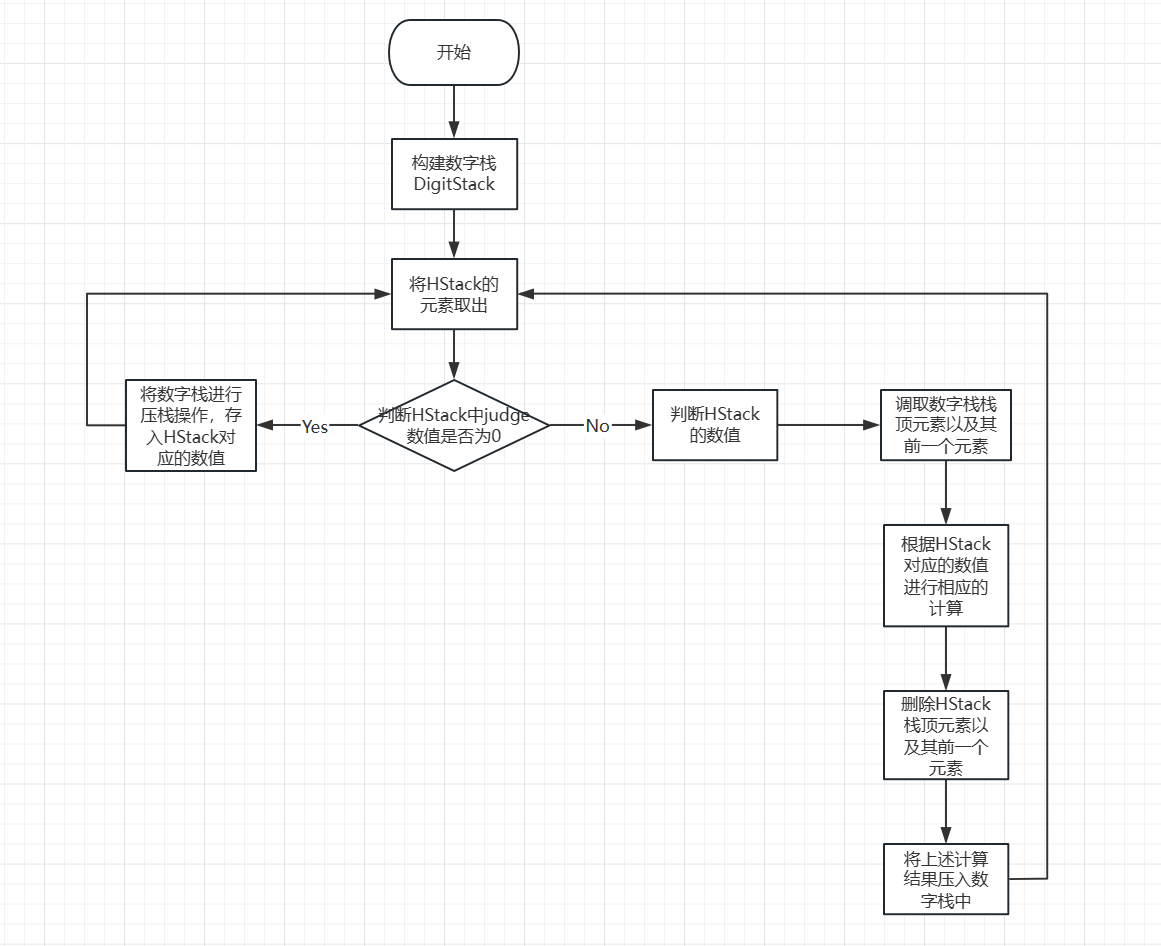 开始
构建数字栈
DigitStack
将HStack的
元素取出
将数字栈进行
压栈操作，存
入HStack对
应的数值
Yes
判断HStack中judge
数值是否为0
No
判断HStack
的数值
调取数字栈栈
顶元素以及其
前一个元素
根据HStack
对应的数值
进行相应的
计算
删除HStack
栈顶元素以
及其前一个
元素
将上述计算
结果压入数
字栈中